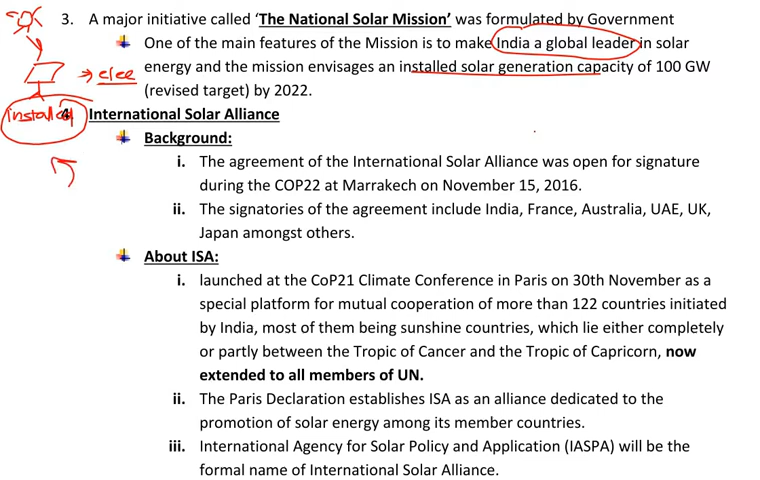 3. A major initiative called ‘The National Solar Mission’ was formulated by Government
One of the main features of the Mission is to make India a global leader in solar
energy and the mission envisages an installed solar generation capacity of 100 GW
elec
(revised target) by 2022.
installed
4. International Solar Alliance
Background:
i. The agreement of the International Solar Alliance was open for signature
during the COP22 at Marrakech on November 15, 2016.
ii. The signatories of the agreement include India, France, Australia, UAE, UK,
Japan amongst others.
About ISA:
i. launched at the CoP21 Climate Conference in Paris on 30th November as a
special platform for mutual cooperation of more than 122 countries initiated
by India, most of them being sunshine countries, which lie either completely
or partly between the Tropic of Cancer and the Tropic of Capricorn, now
extended to all members of UN.
ii. The Paris Declaration establishes ISA as an alliance dedicated to the
promotion of solar energy among its member countries.
iii. International Agency for Solar Policy and Application (IASPA) will be the
formal name of International Solar Alliance.